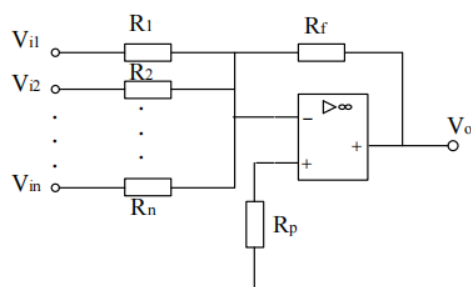 Vi1 R1 Rf
Vi2 R2
▷∞
− Vo
+ +
Vin Rn
Rp